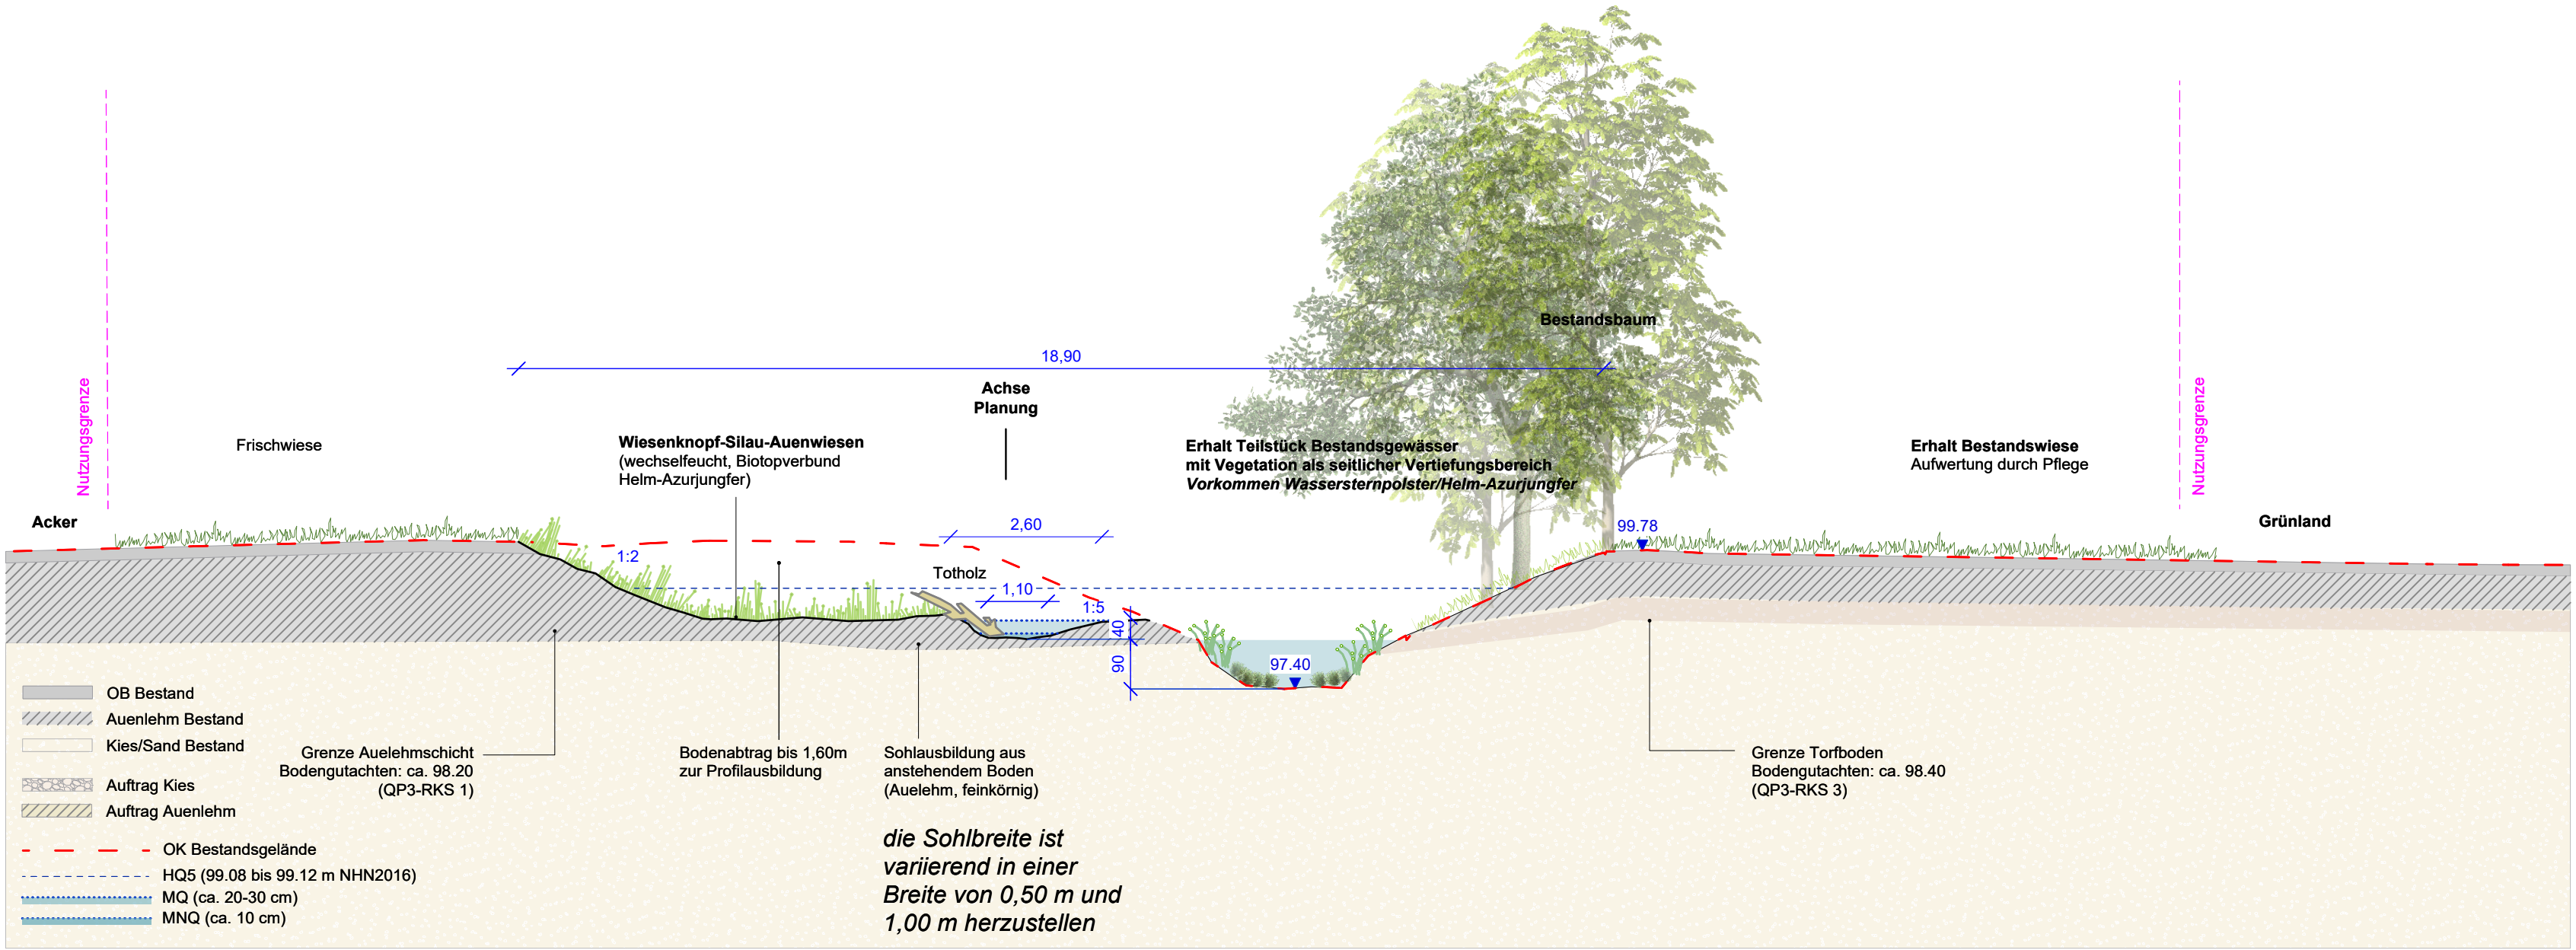 Bestandsbaum
18,90
Achse
Planung
Nutzungsgrenze
Nutzungsgrenze
Frischwiese
Wiesenknopf-Silau-Auenwiesen
(wechselfeucht, Biotopverbund
Helm-Azurjungfer)
Erhalt Teilstück Bestandsgewässer
mit Vegetation als seitlicher Vertiefungsbereich
Vorkommen Wassersternpolster/Helm-Azurjungfer
Erhalt Bestandswiese
Aufwertung durch Pflege
Acker
Grünland
2,60
99.78
1:2
Totholz
1,10
1:5
40
90
97.40
OB Bestand
Auenlehm Bestand
Kies/Sand Bestand
Auftrag Kies
Auftrag Auenlehm
OK Bestandsgelände
HQ5 (99.08 bis 99.12 m NHN2016)
MQ (ca. 20-30 cm)
MNQ (ca. 10 cm)
Grenze Auelehmschicht
Bodengutachten: ca. 98.20
(QP3-RKS 1)
Bodenabtrag bis 1,60m
zur Profilausbildung
Sohlausbildung aus
anstehendem Boden
(Auelehm, feinkörnig)
die Sohlbreite ist
variierend in einer
Breite von 0,50 m und
1,00 m herzustellen
Grenze Torfboden
Bodengutachten: ca. 98.40
(QP3-RKS 3)